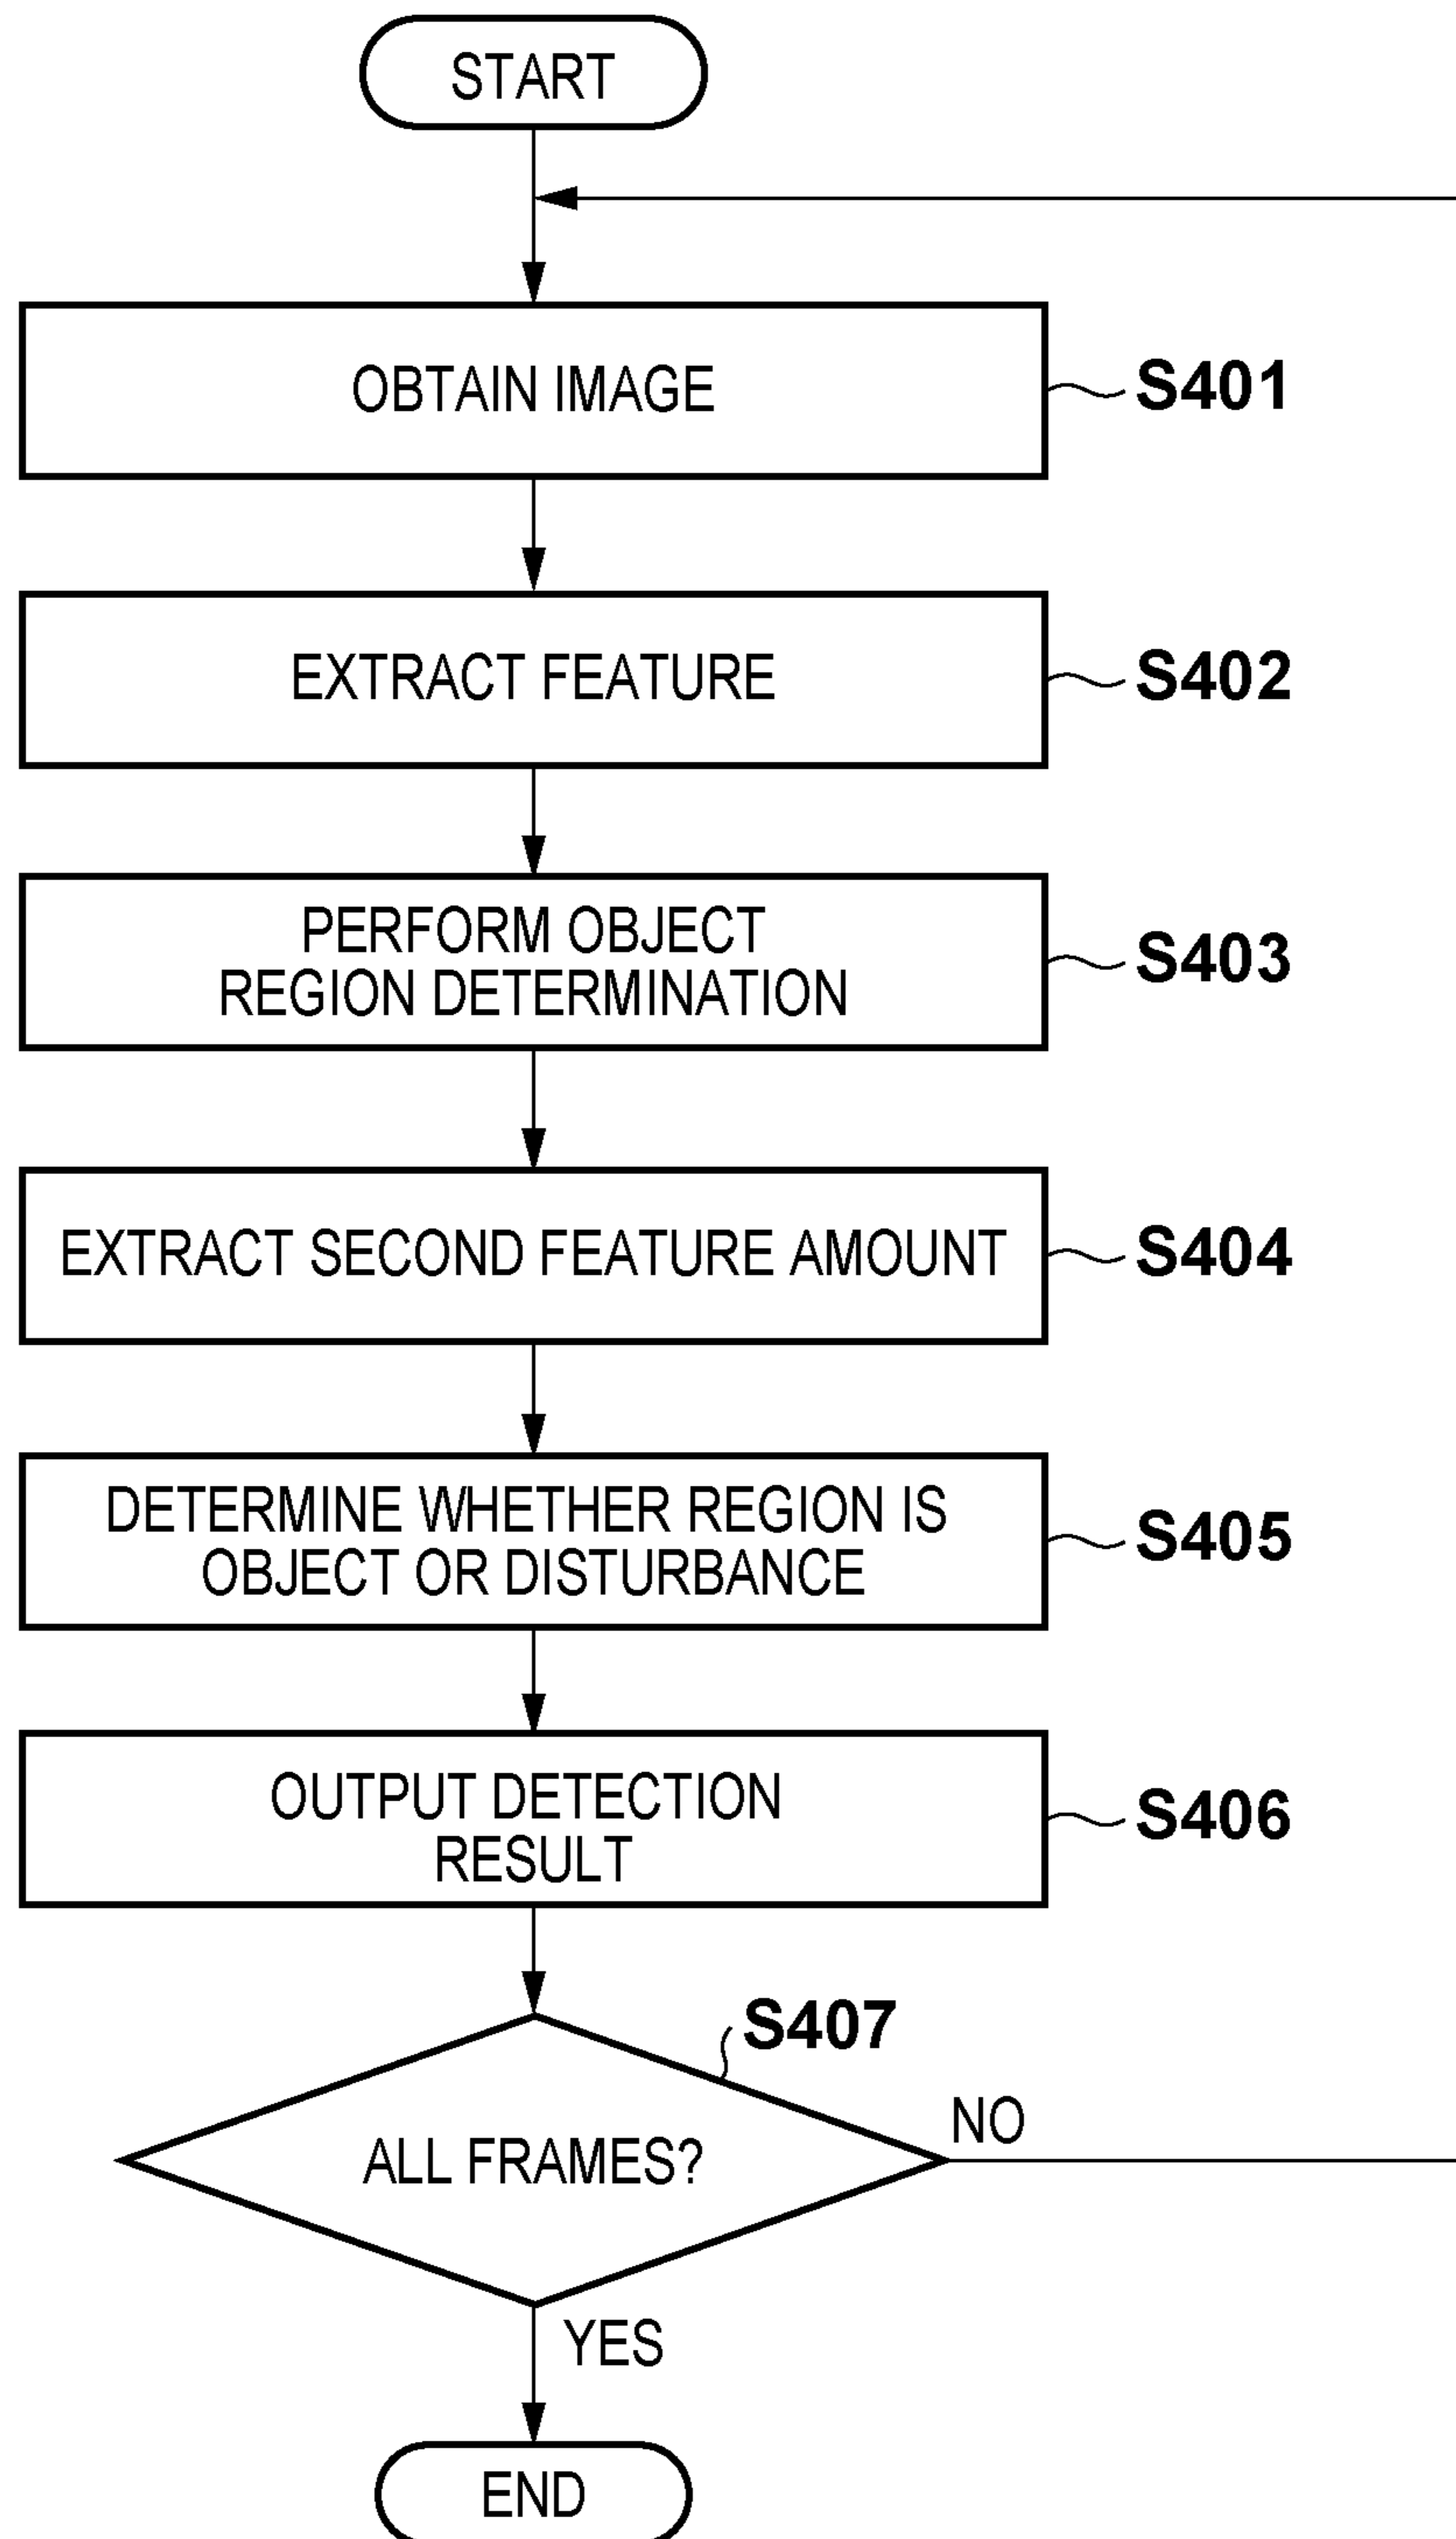 START
OBTAIN IMAGE
S401
EXTRACT FEATURE
S402
PERFORM OBJECT
REGION DETERMINATION
S403
EXTRACT SECOND FEATURE AMOUNT
S404
DETERMINE WHETHER REGION IS
OBJECT OR DISTURBANCE
S405
OUTPUT DETECTION
RESULT
S406
S407
ALL FRAMES?
NO
YES
END